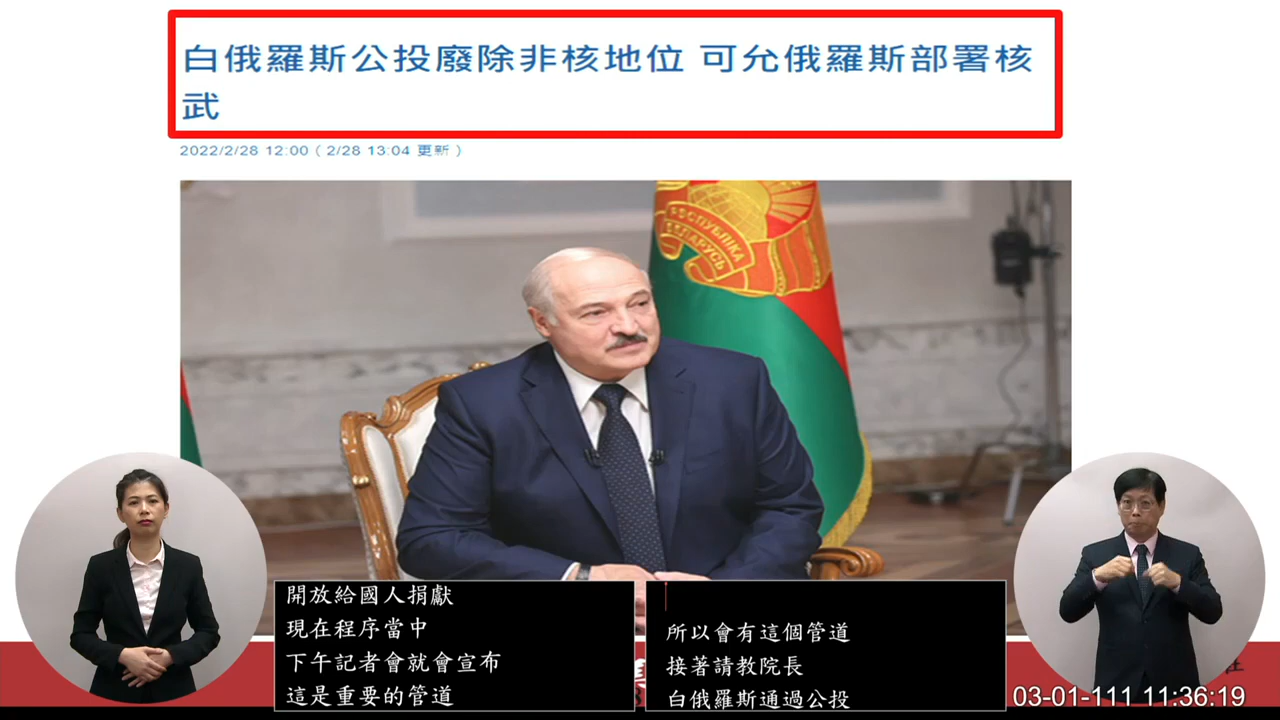 白俄羅斯公投廢除非核地位 可允俄羅斯部署核
武
2022/2/28 12:00 ( 2/28 13:04 更新 )
РЭСПУБЛІКА
БЕЛАРУСЬ
開放給國人捐獻
現在程序當中
下午記者會就會宣布
這是重要的管道
所以會有這個管道
接著請教院長
白俄羅斯通過公投
03-01-111 11:36:19